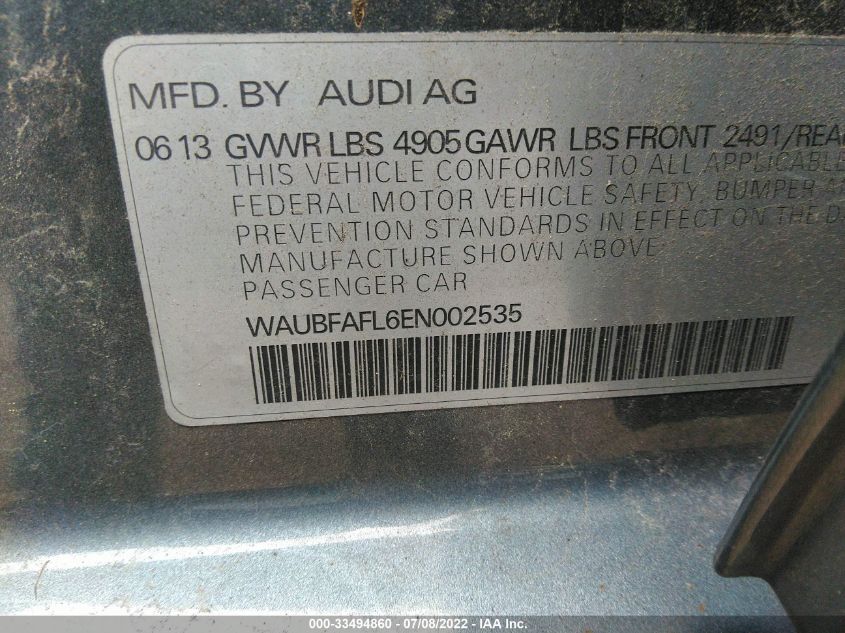 MFD. BY AUDI AG
06 13 GVWR LBS 4905 GAWR LBS FRONT 2491/REA
THIS VEHICLE CONFORMS TO ALL APPLICABLE
FEDERAL MOTOR VEHICLE SAFETY, BUMPER AN
PREVENTION STANDARDS IN EFFECT ON THE D
MANUFACTURE SHOWN ABOVE
PASSENGER CAR
WAUBFAFL6EN002535
000-33494860 - 07/08/2022 - IAA Inc.